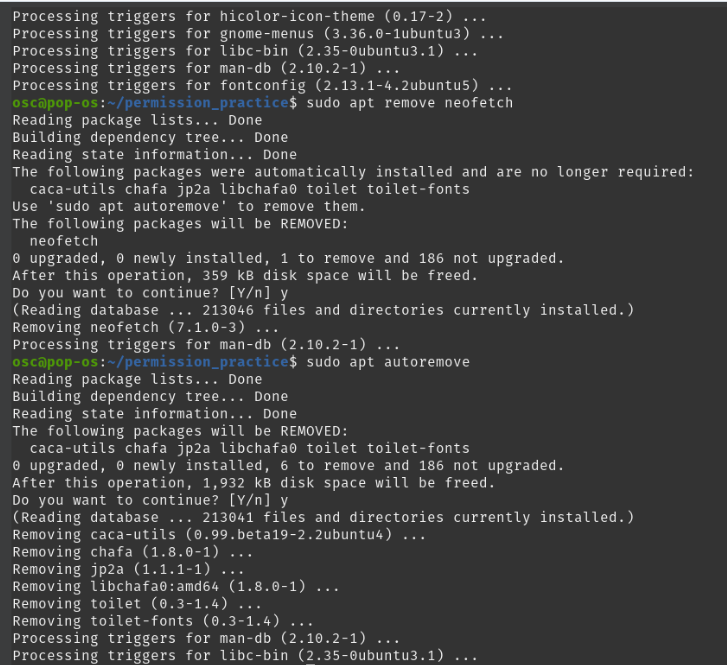 Processing triggers for hicolor-icon-theme (0.17-2) ...
Processing triggers for gnome-menus (3.36.0-1ubuntu3) ...
Processing triggers for libc-bin (2.35-0ubuntu3.1) ...
Processing triggers for man-db (2.10.2-1) ...
Processing triggers for fontconfig (2.13.1-4.2ubuntu5) ...
osc@pop-os:~/permission_practice$ sudo apt remove neofetch
Reading package lists... Done
Building dependency tree... Done
Reading state information... Done
The following packages were automatically installed and are no longer required:
  caca-utils chafa jp2a libchafa0 toilet toilet-fonts
Use 'sudo apt autoremove' to remove them.
The following packages will be REMOVED:
  neofetch
0 upgraded, 0 newly installed, 1 to remove and 186 not upgraded.
After this operation, 359 kB disk space will be freed.
Do you want to continue? [Y/n] y
(Reading database ... 213046 files and directories currently installed.)
Removing neofetch (7.1.0-3) ...
Processing triggers for man-db (2.10.2-1) ...
osc@pop-os:~/permission_practice$ sudo apt autoremove
Reading package lists... Done
Building dependency tree... Done
Reading state information... Done
The following packages will be REMOVED:
  caca-utils chafa jp2a libchafa0 toilet toilet-fonts
0 upgraded, 0 newly installed, 6 to remove and 186 not upgraded.
After this operation, 1,932 kB disk space will be freed.
Do you want to continue? [Y/n] y
(Reading database ... 213041 files and directories currently installed.)
Removing caca-utils (0.99.beta19-2.2ubuntu4) ...
Removing chafa (1.8.0-1) ...
Removing jp2a (1.1.1-1) ...
Removing libchafa0:amd64 (1.8.0-1) ...
Removing toilet (0.3-1.4) ...
Removing toilet-fonts (0.3-1.4) ...
Processing triggers for man-db (2.10.2-1) ...
Processing triggers for libc-bin (2.35-0ubuntu3.1) ...